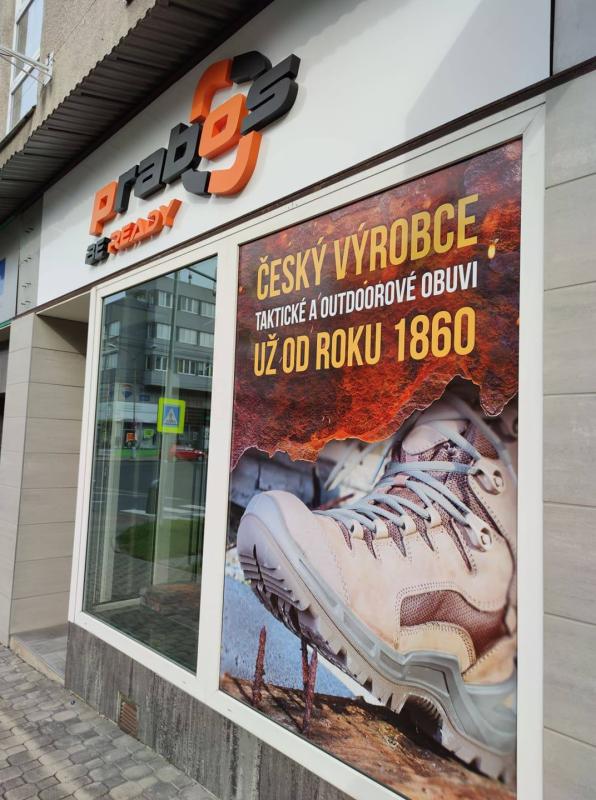 prabos
BE READY
ČESKÝ VÝROBCE
TAKTICKÉ A OUTDOOROVÉ OBUVI
UŽ OD ROKU 1860